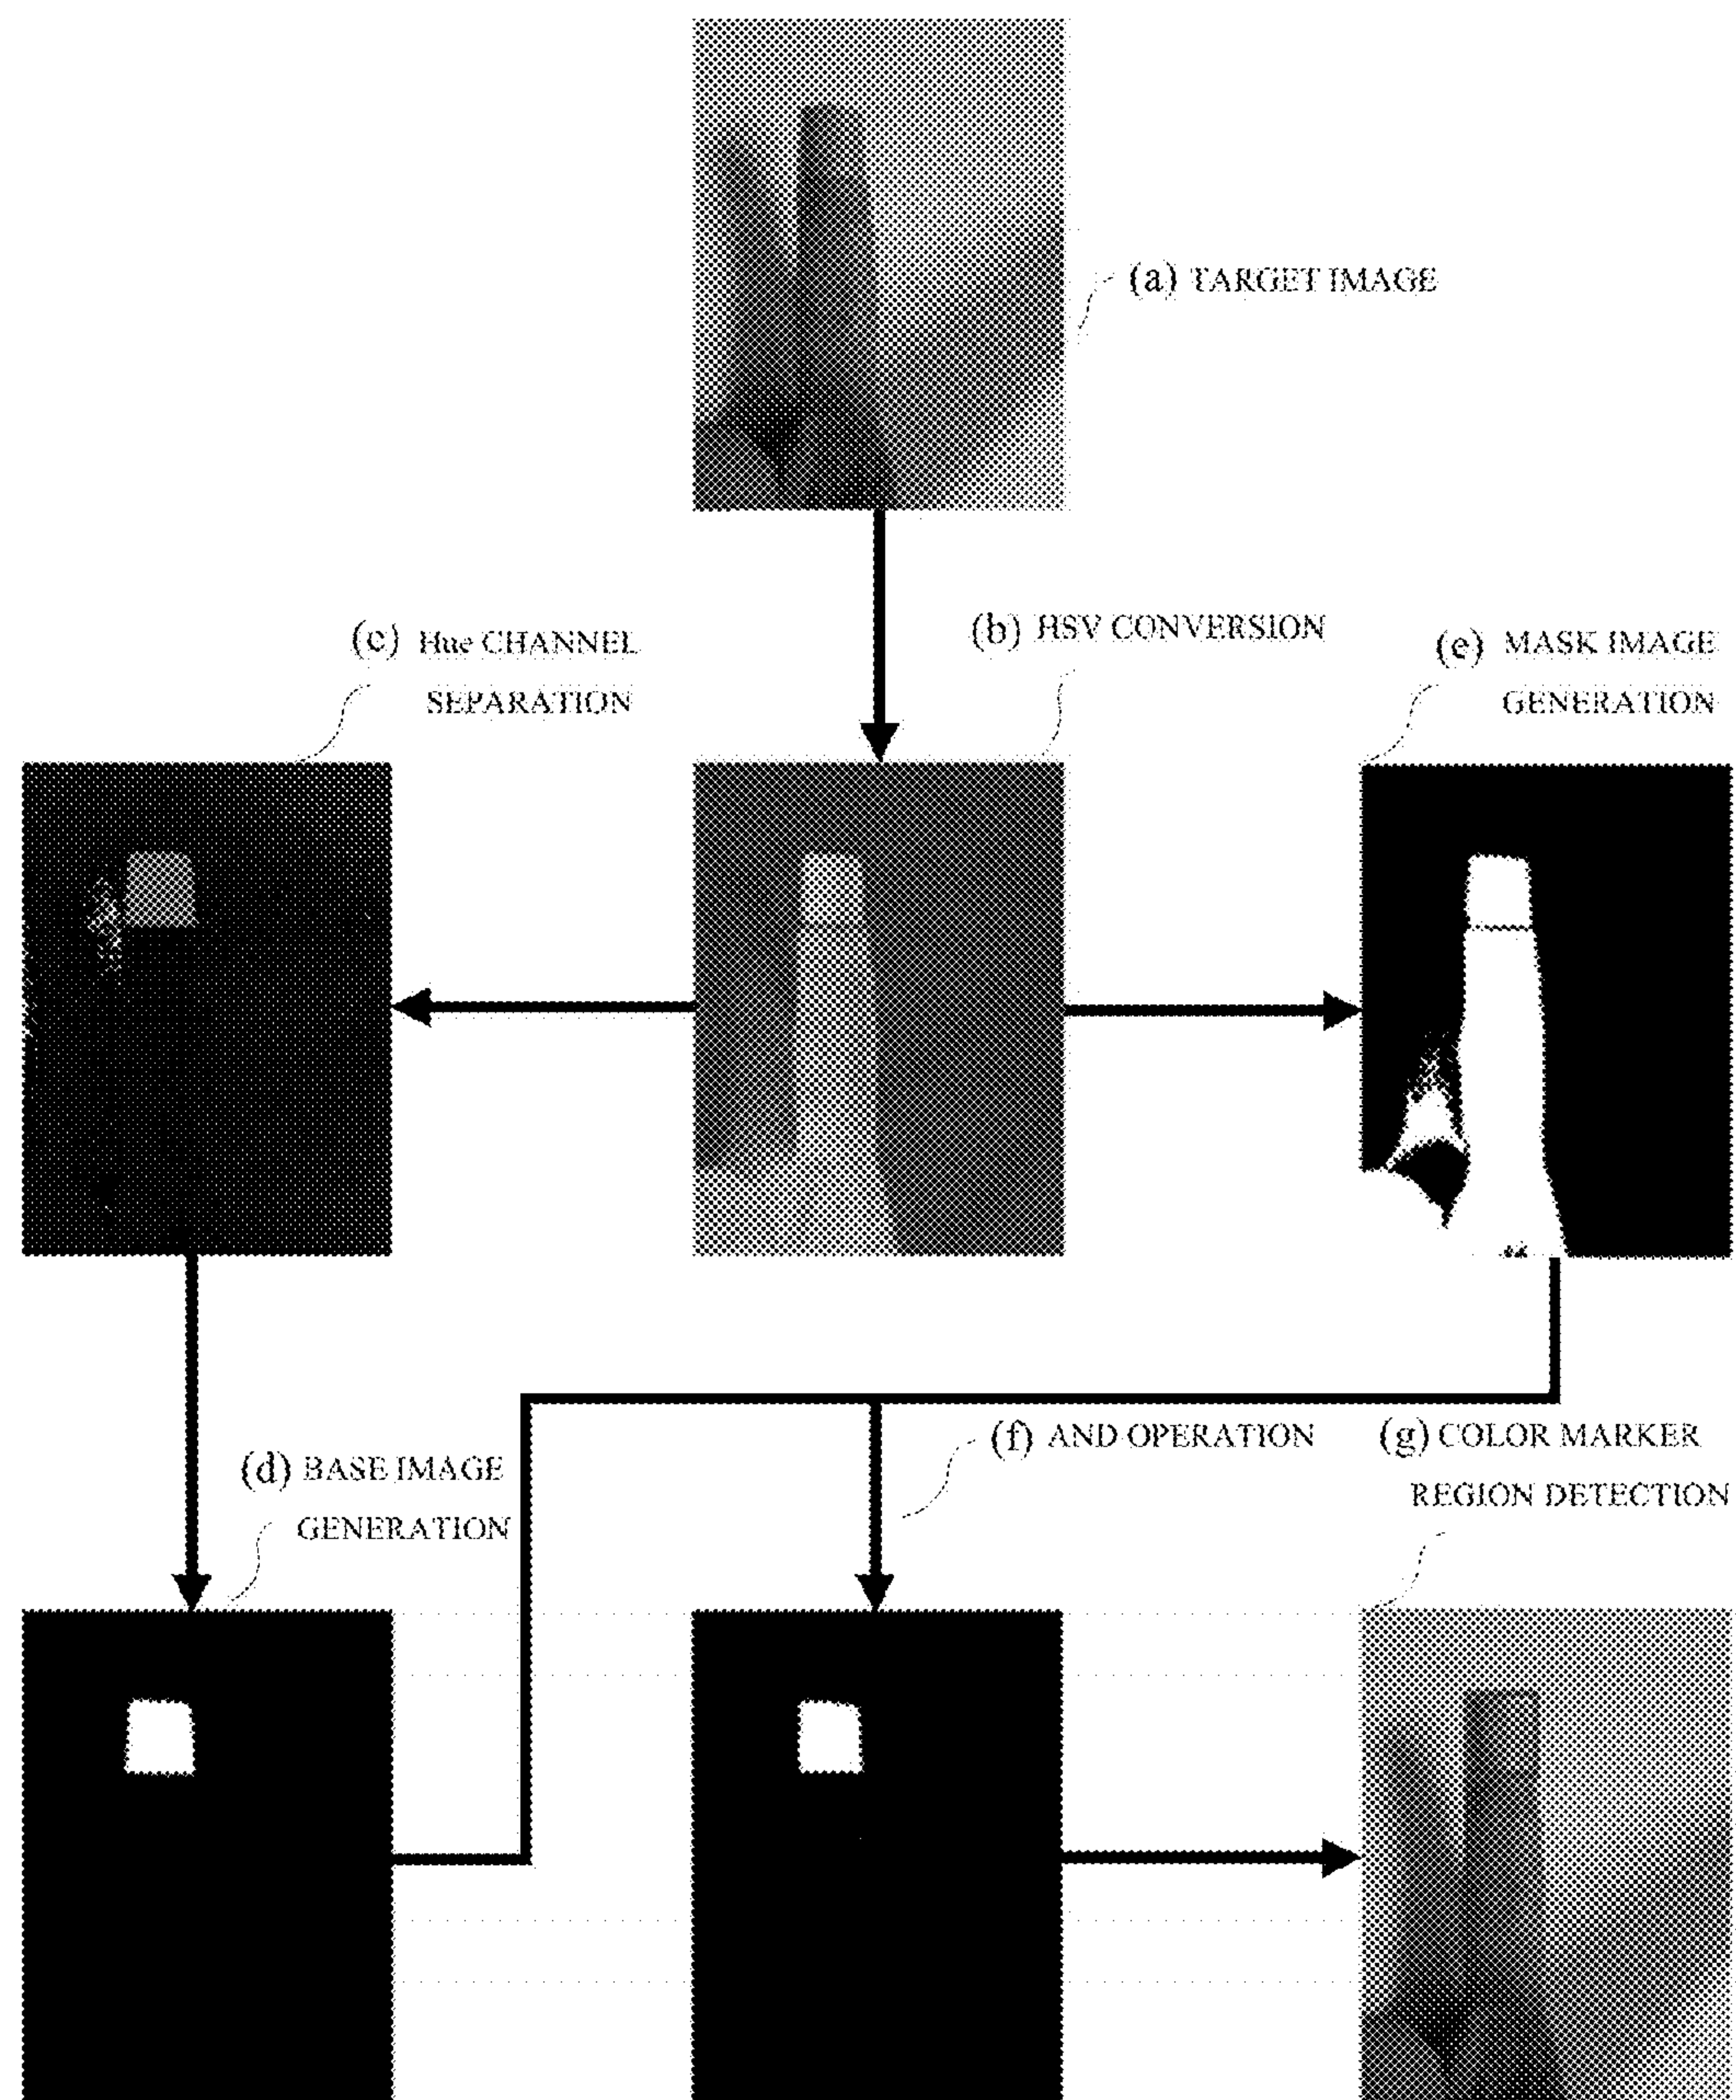 (a) TARGET IMAGE
(b) HSV CONVERSION
(c) Hue CHANNEL
SEPARATION
(e) MASK IMAGE
GENERATION
(f) AND OPERATION
(g) COLOR MARKER
REGION DETECTION
(d) BASE IMAGE
GENERATION